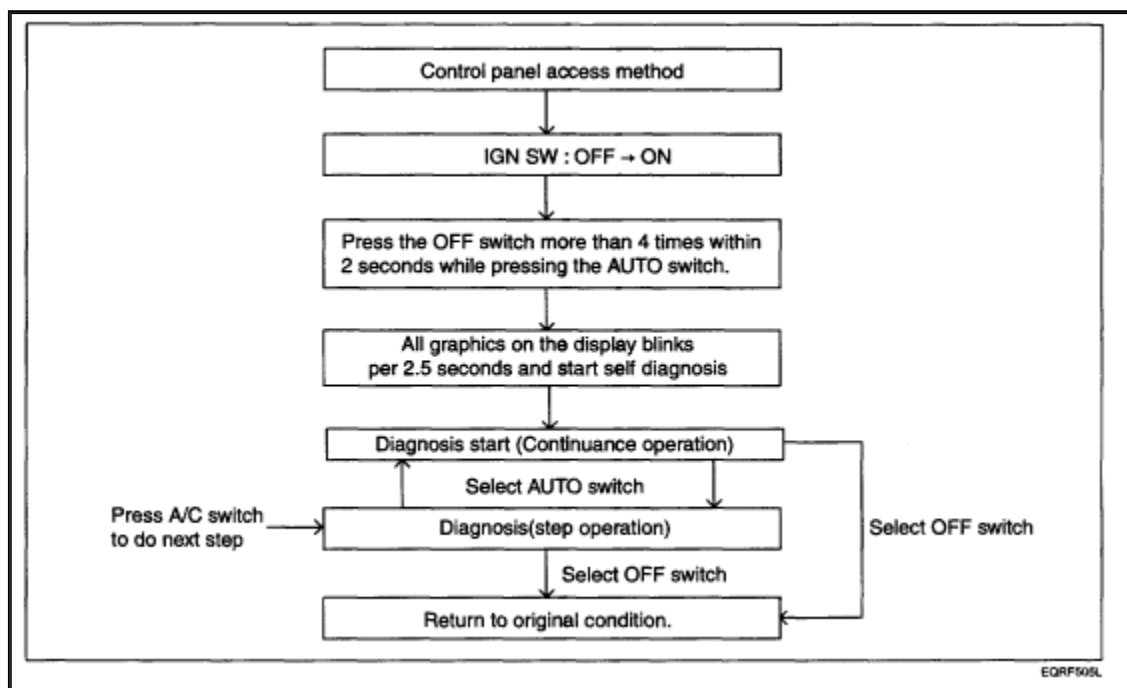 Control panel access method
IGN SW : OFF → ON
Press the OFF switch more than 4 times within
2 seconds while pressing the AUTO switch.
All graphics on the display blinks
per 2.5 seconds and start self diagnosis
Diagnosis start (Continuance operation)
Select AUTO switch
Press A/C switch
to do next step
Diagnosis(step operation)
Select OFF switch
Select OFF switch
Return to original condition.
EQRF505L